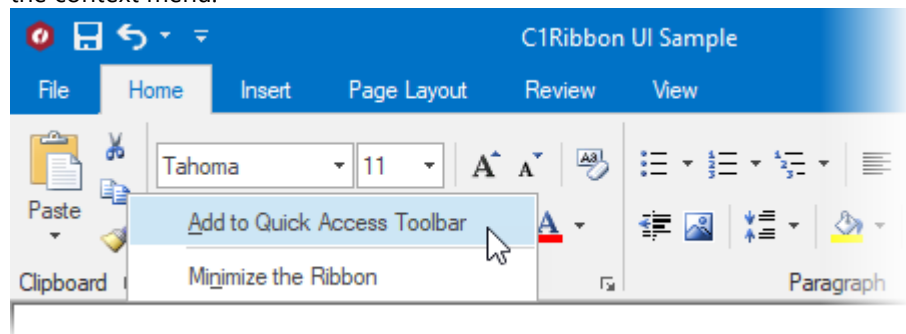 the context menu.
C1Ribbon UI Sample
File Home Insert Page Layout Review View
Tahoma 11 A A Aa
Paste
Add to Quick Access Toolbar A
Minimize the Ribbon
Clipboard Paragraph